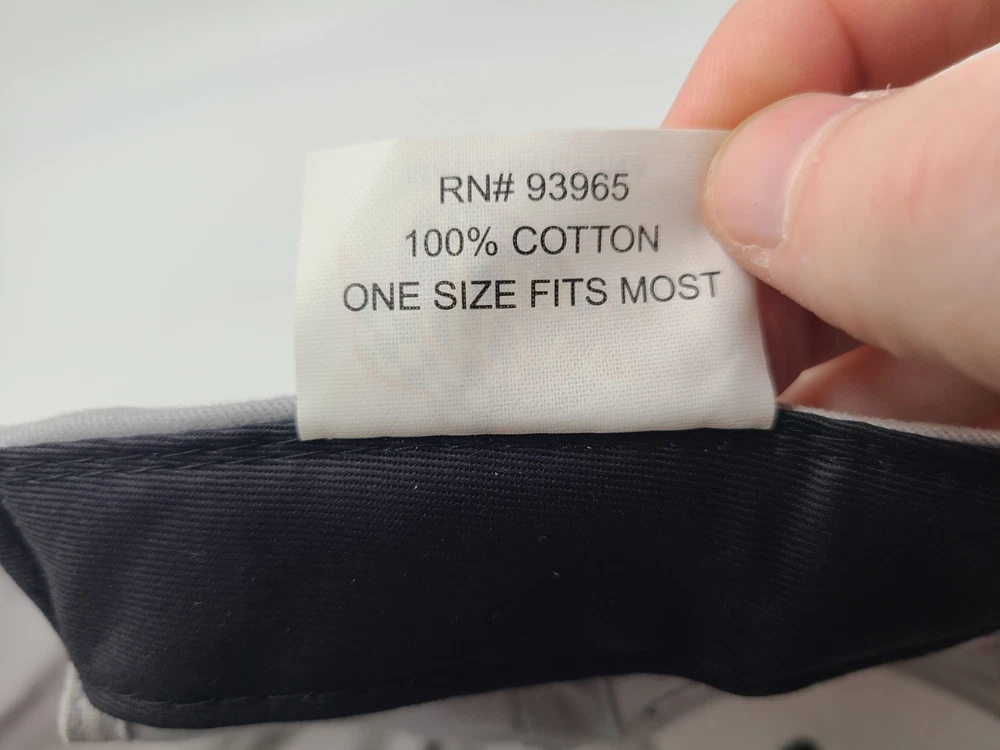 RN# 93965
100% COTTON
ONE SIZE FITS MOST